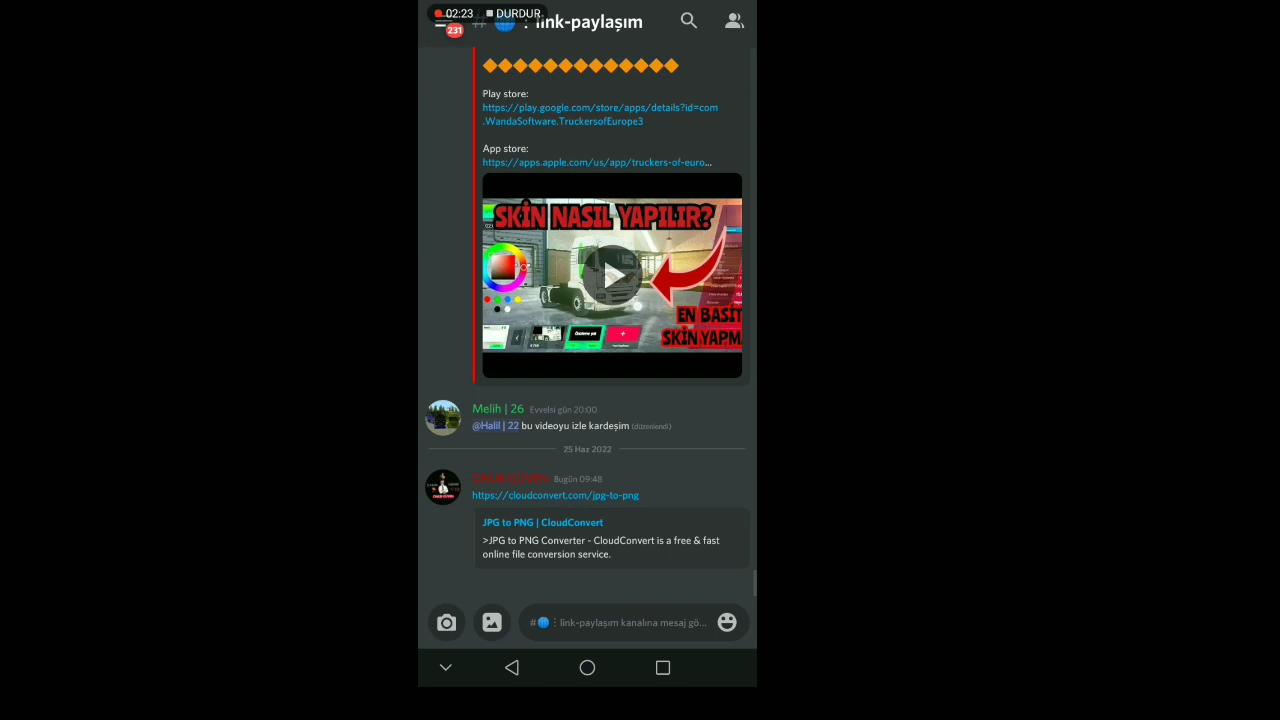 02:23 DURDUR
231
# ⋮ link-paylaşım
Play store:
https://play.google.com/store/apps/details?id=com
.WandaSoftware.TruckersofEurope3
App store:
https://apps.apple.com/us/app/truckers-of-euro...
SKİN NASIL YAPILIR?
EN BASİT
SKİN YAPMA
Melih | 26 Evvelsi gün 20:00
@Halil | 22 bu videoyu izle kardeşim (düzenlendi)
25 Haz 2022
Bugün 09:48
https://cloudconvert.com/jpg-to-png
JPG to PNG | CloudConvert
>JPG to PNG Converter - CloudConvert is a free & fast
online file conversion service.
# ⋮ link-paylaşım kanalına mesaj gö...